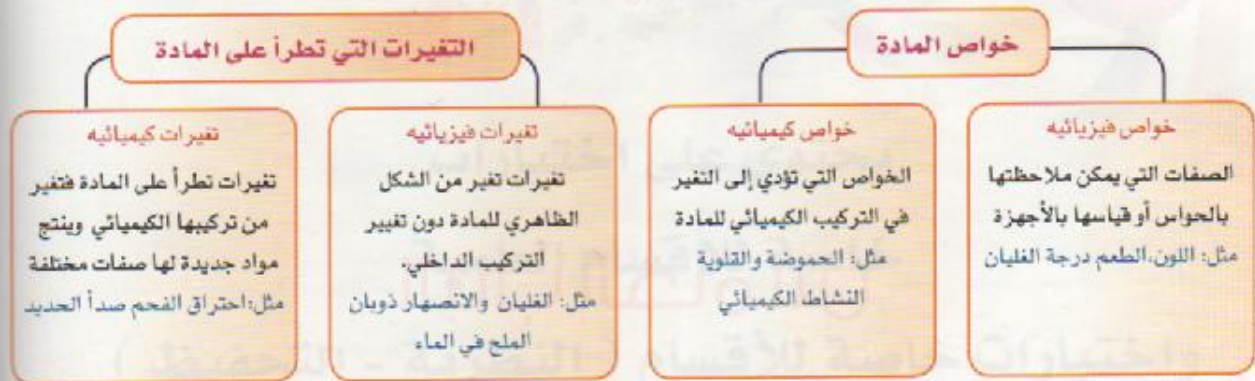 خواص المادة
خواص فيزيائيه
الصفات التي يمكن ملاحظتها
بالحواس أو قياسها بالأجهزة
مثل: اللون،الطعم درجة الغليان
خواص كيميائيه
الخواص التي تؤدي إلى التغير
في التركيب الكيميائي للمادة
مثل: الحموضة والقلوية
النشاط الكيميائي
التغيرات التي تطرأ على المادة
تغيرات فيزيائيه
تغيرات تغير من الشكل
الظاهري للمادة دون تغيير
التركيب الداخلي.
مثل: الغليان والانصهار ذوبان
الملح في الماء
تغيرات كيميائيه
تغيرات تطرأ على المادة فتغير
من تركيبها الكيميائي وينتج
مواد جديدة لها صفات مختلفة
مثل:احتراق الفحم صدأ الحديد